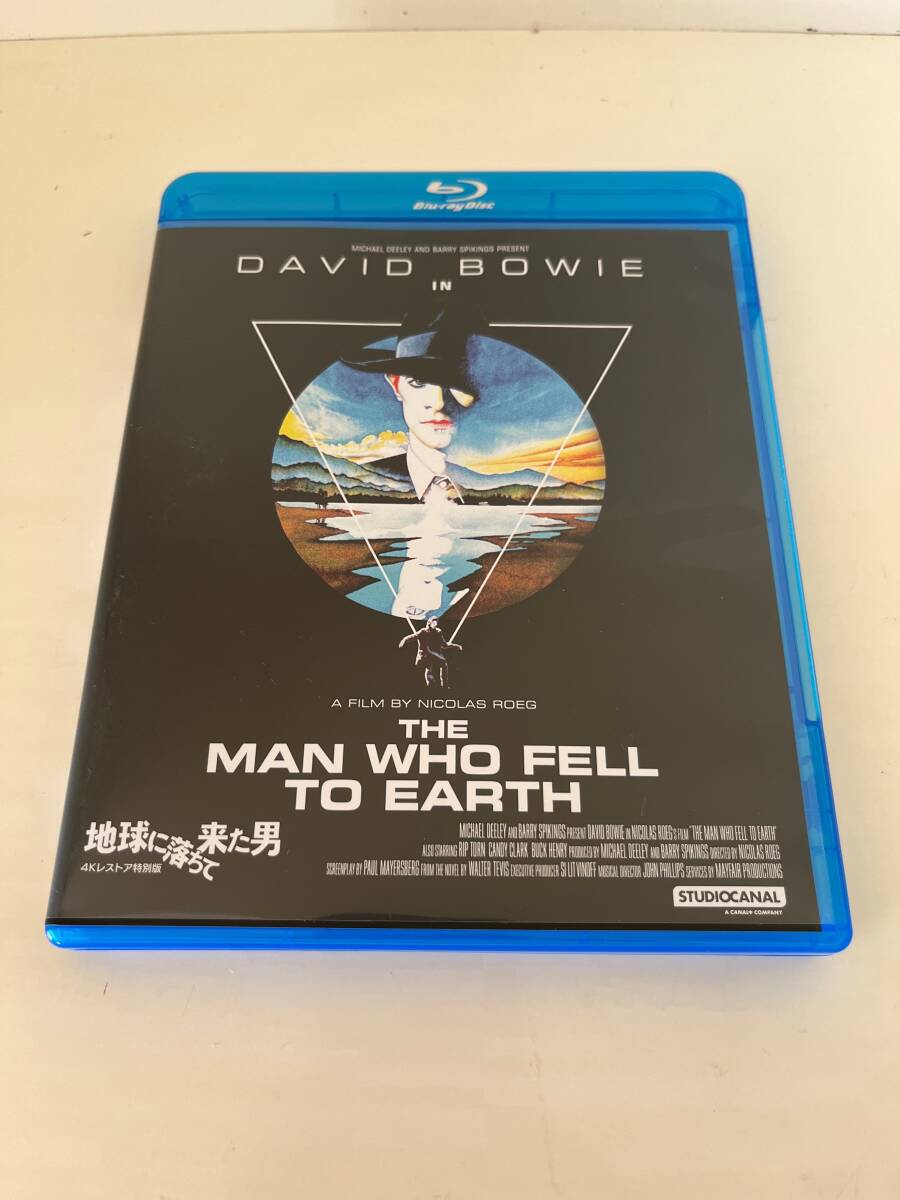 Blu-ray Disc
MICHAEL DEELEY AND BARRY SPIKINGS PRESENT
DAVID BOWIE
IN
A FILM BY NICOLAS ROEG
THE
MAN WHO FELL
TO EARTH
地球に落ちて来た男
4Kレストア特別版
MICHAEL DEELEY AND BARRY SPIKINGS PRESENT DAVID BOWIE IN NICOLAS ROEG'S FILM "THE MAN WHO FELL TO EARTH"
ALSO STARRING RIP TORN CANDY CLARK BUCK HENRY PRODUCED BY MICHAEL DEELEY AND BARRY SPIKINGS DIRECTED BY NICOLAS ROEG
SCREENPLAY BY PAUL MAYERSBERG FROM THE NOVEL BY WALTER TEVIS EXECUTIVE PRODUCER SI LITVINOFF MUSICAL DIRECTOR JOHN PHILLIPS SERVICES BY MAYFAIR PRODUCTIONS
STUDIOCANAL
A CANAL+ COMPANY